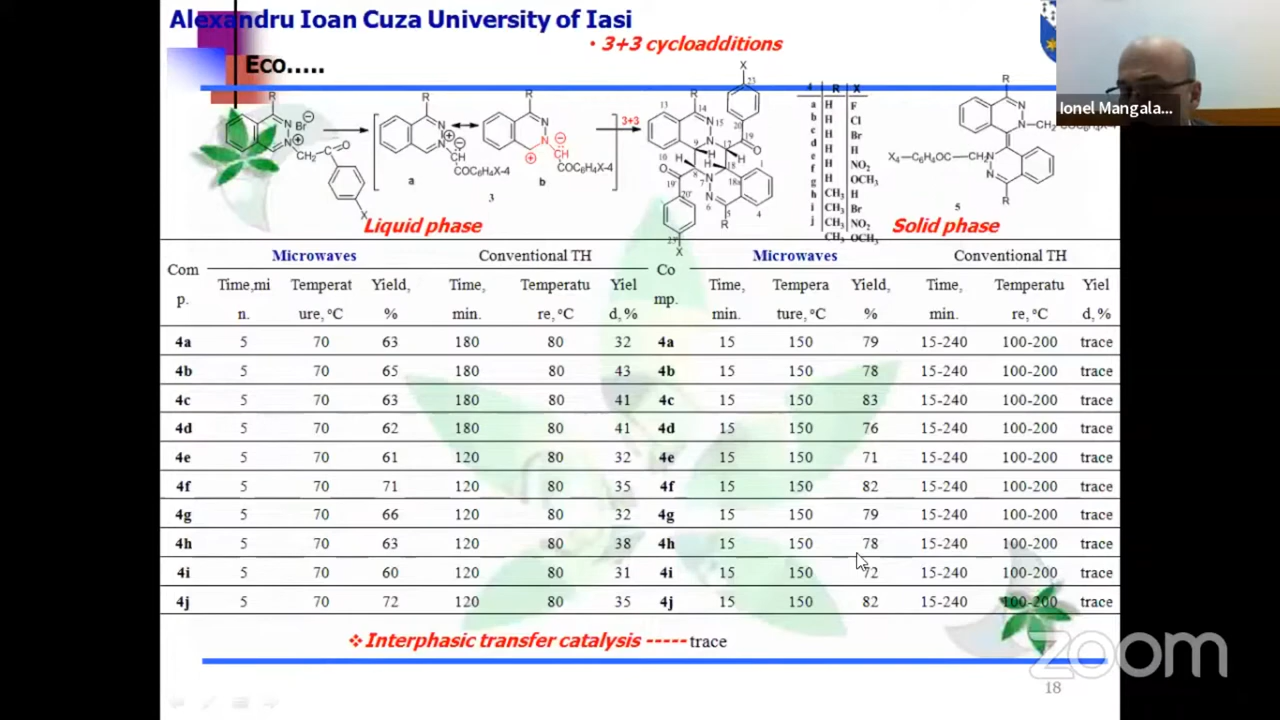 Alexandru Ioan Cuza University of Iasi
• 3+3 cycloadditions
Eco.....
Ionel Mangala...
Liquid phase
Solid phase
3+3
4 R X
a H F
b H Cl
c H Br
d H H
e H NO2
f H OCH3
g CH3 H
h CH3 Br
i CH3 NO2
j CH3 OCH3
a
b
3
5
COC6H4X-4
COC6H4X-4
Microwaves Conventional TH Microwaves Conventional TH
Comp. Time,min. Temperature, °C Yield, % Time, min. Temperature, °C Yield, % Comp. Time, min. Temperature, °C Yield, % Time, min. Temperature, °C Yield, %
4a 5 70 63 180 80 32 4a 15 150 79 15-240 100-200 trace
4b 5 70 65 180 80 43 4b 15 150 78 15-240 100-200 trace
4c 5 70 63 180 80 41 4c 15 150 83 15-240 100-200 trace
4d 5 70 62 180 80 41 4d 15 150 76 15-240 100-200 trace
4e 5 70 61 120 80 32 4e 15 150 71 15-240 100-200 trace
4f 5 70 71 120 80 35 4f 15 150 82 15-240 100-200 trace
4g 5 70 66 120 80 32 4g 15 150 79 15-240 100-200 trace
4h 5 70 63 120 80 38 4h 15 150 78 15-240 100-200 trace
4i 5 70 60 120 80 31 4i 15 150 72 15-240 100-200 trace
4j 5 70 72 120 80 35 4j 15 150 82 15-240 100-200 trace
❖ Interphasic transfer catalysis ----- trace
zoom
18